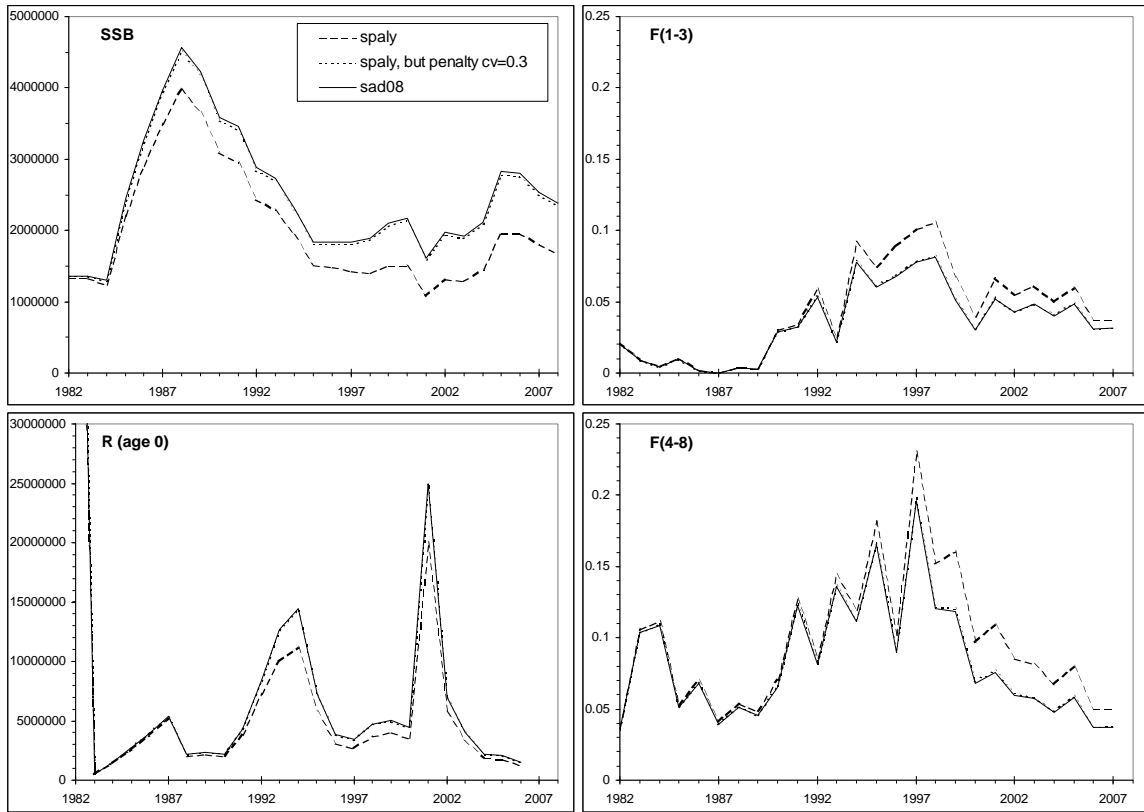 SSB
spaly
spaly, but penalty cv=0.3
sad08
5000000
4000000
3000000
2000000
1000000
0
1982 1987 1992 1997 2002 2007
F(1-3)
0.25
0.2
0.15
0.1
0.05
0
1982 1987 1992 1997 2002 2007
R (age 0)
30000000
25000000
20000000
15000000
10000000
5000000
0
1982 1987 1992 1997 2002 2007
F(4-8)
0.25
0.2
0.15
0.1
0.05
0
1982 1987 1992 1997 2002 2007